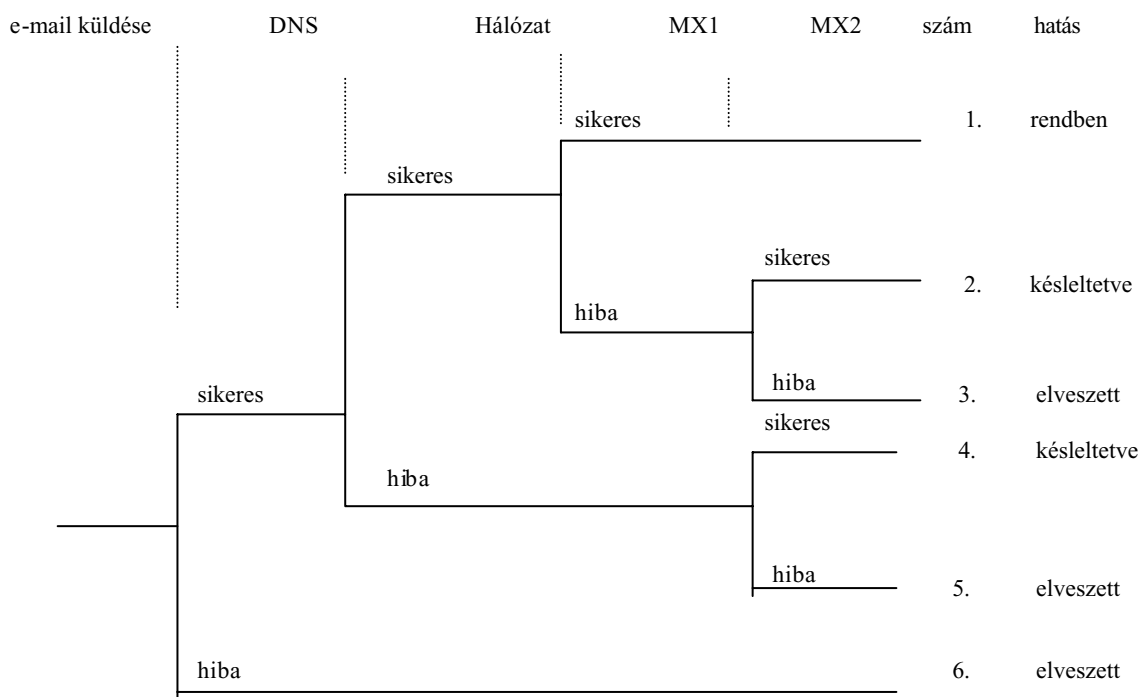 e-mail küldése DNS Hálózat MX1 MX2 szám hatás
sikeres 1. rendben
sikeres
sikeres 2. késleltetve
hiba
hiba 3. elveszett
sikeres
sikeres
4. késleltetve
hiba
hiba 5. elveszett
hiba 6. elveszett